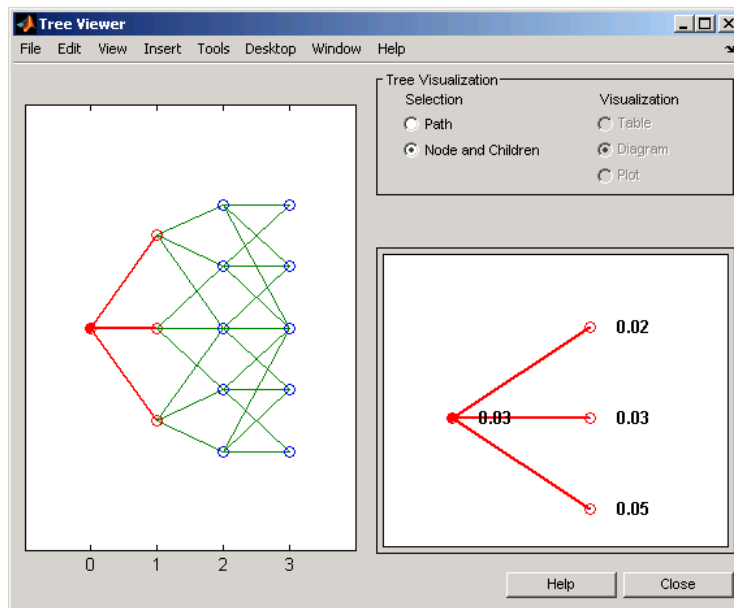 Tree Viewer
File Edit View Insert Tools Desktop Window Help
Tree Visualization
Selection
Visualization
Path
Table
Node and Children
Diagram
Plot
0.02
0.03
0.03
0.05
0 1 2 3
Help
Close